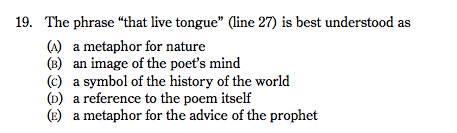 19. The phrase “that live tongue” (line 27) is best understood as
(A) a metaphor for nature
(B) an image of the poet’s mind
(C) a symbol of the history of the world
(D) a reference to the poem itself
(E) a metaphor for the advice of the prophet